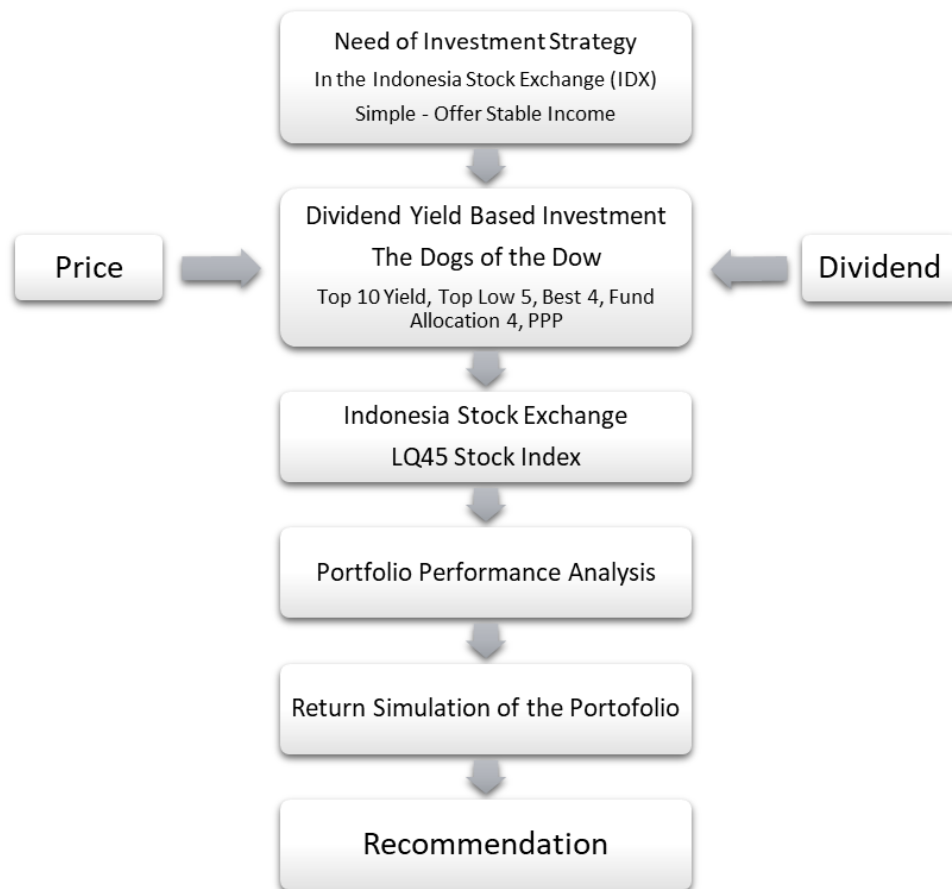 Need of Investment Strategy
In the Indonesia Stock Exchange (IDX)
Simple - Offer Stable Income
Price
Dividend Yield Based Investment
The Dogs of the Dow
Top 10 Yield, Top Low 5, Best 4, Fund
Allocation 4, PPP
Dividend
Indonesia Stock Exchange
LQ45 Stock Index
Portfolio Performance Analysis
Return Simulation of the Portofolio
Recommendation